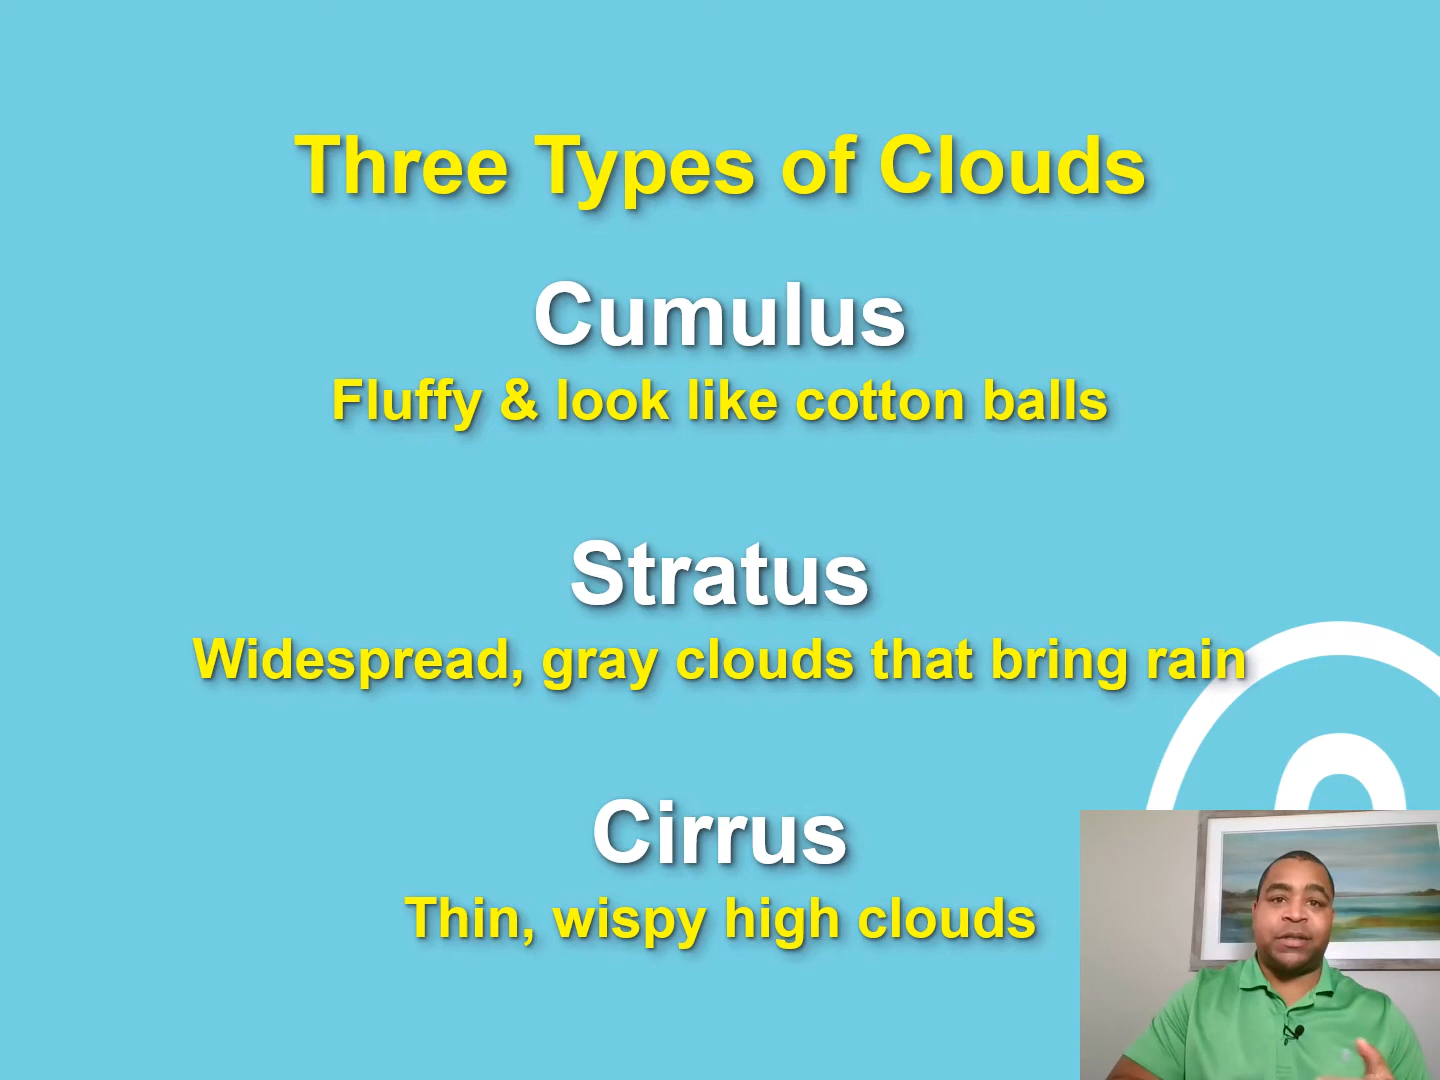 Three Types of Clouds
Cumulus
Fluffy & look like cotton balls
Stratus
Widespread, gray clouds that bring rain
Cirrus
Thin, wispy high clouds